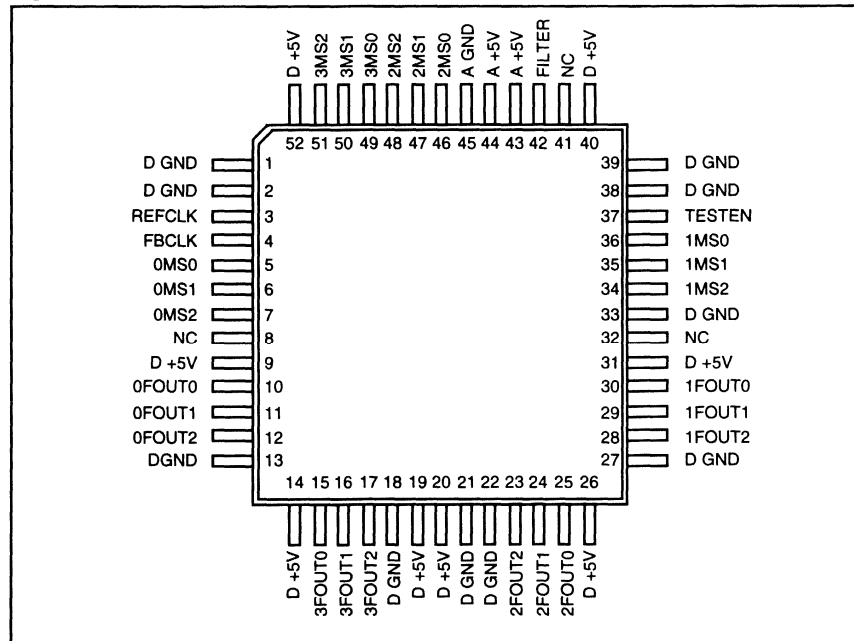 D +5V 3MS2 3MS1 3MS0 2MS2 2MS1 2MS0 A GND A +5V A +5V FILTER NC D +5V
52 51 50 49 48 47 46 45 44 43 42 41 40
D GND 1 39 D GND
D GND 2 38 D GND
REFCLK 3 37 TESTEN
FBCLK 4 36 1MS0
0MS0 5 35 1MS1
0MS1 6 34 1MS2
0MS2 7 33 D GND
NC 8 32 NC
D +5V 9 31 D +5V
0FOUT0 10 30 1FOUT0
0FOUT1 11 29 1FOUT1
0FOUT2 12 28 1FOUT2
DGND 13 27 D GND
14 15 16 17 18 19 20 21 22 23 24 25 26
D +5V 3FOUT0 3FOUT1 3FOUT2 D GND D +5V D +5V D GND D GND 2FOUT2 2FOUT1 2FOUT0 D +5V